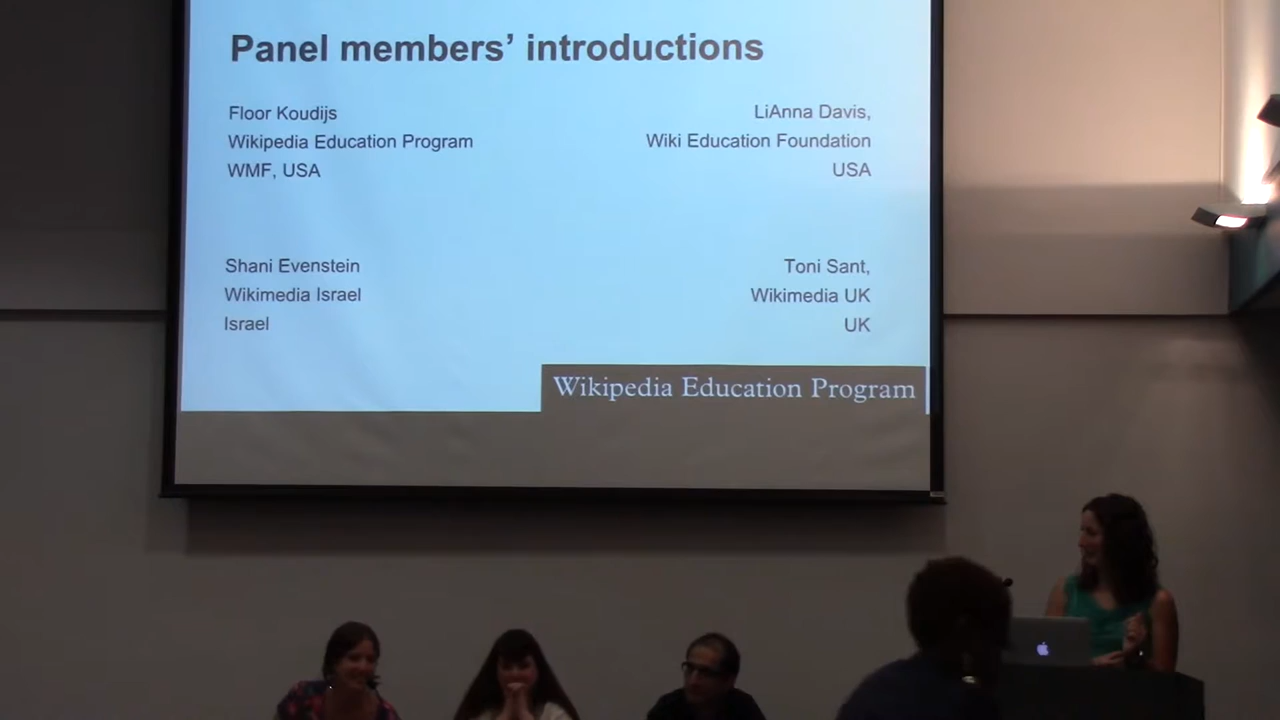 Panel members’ introductions
Floor Koudijs
Wikipedia Education Program
WMF, USA
LiAnna Davis,
Wiki Education Foundation
USA
Shani Evenstein
Wikimedia Israel
Israel
Toni Sant,
Wikimedia UK
UK
Wikipedia Education Program